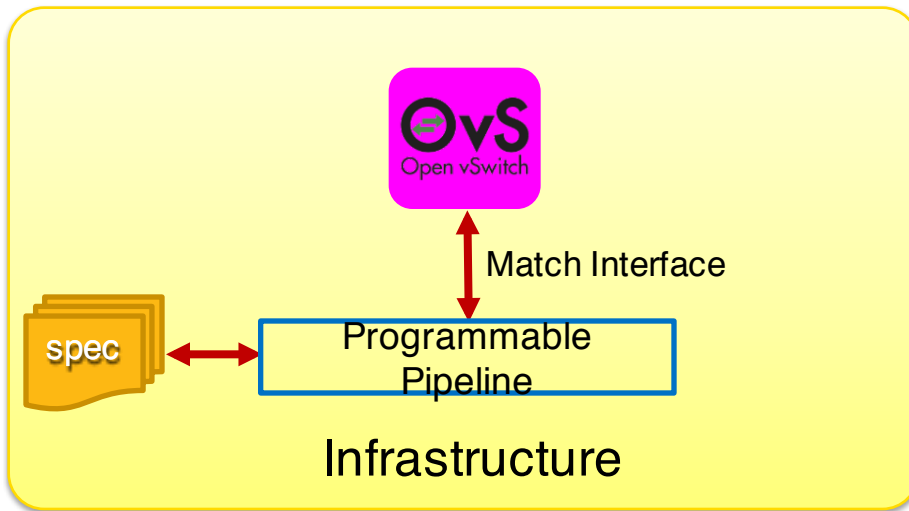 OvS
Open vSwitch
Match Interface
spec
Programmable
Pipeline
Infrastructure